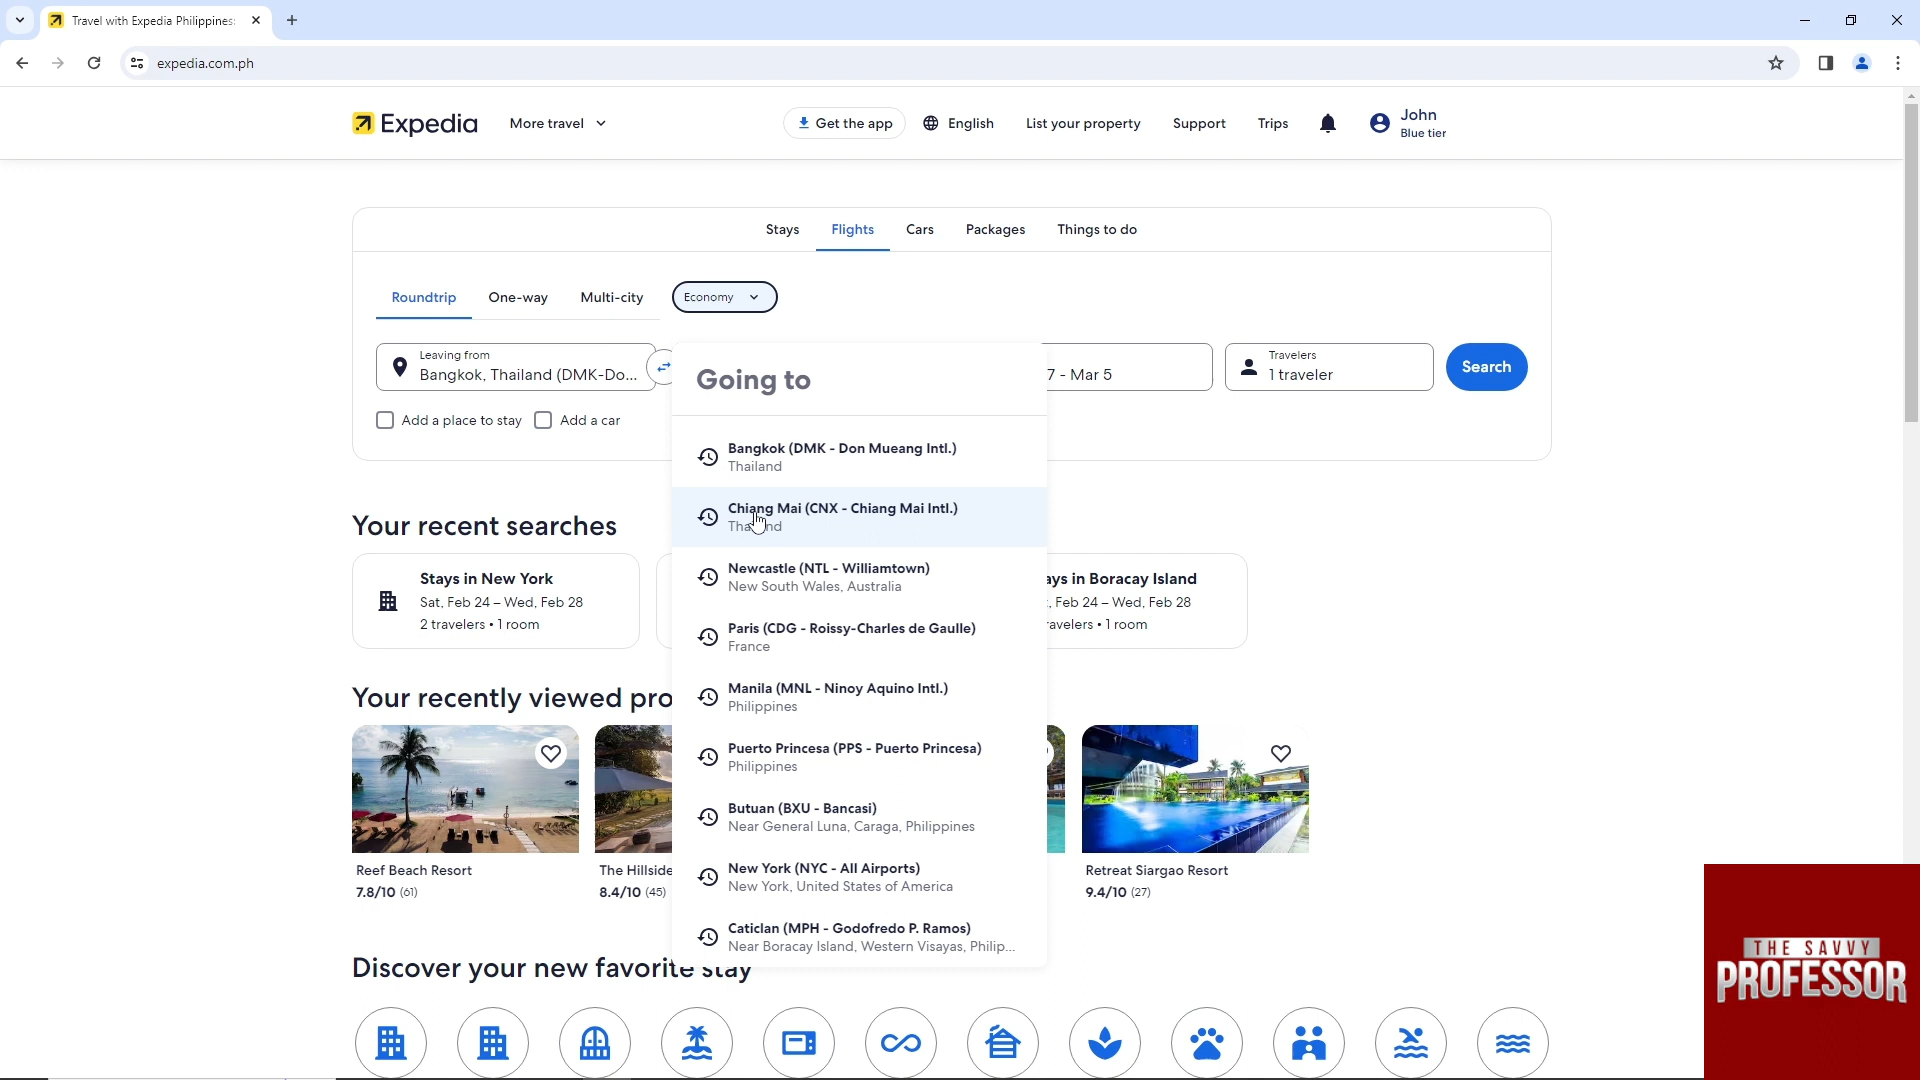 Travel with Expedia Philippines
expedia.com.ph
Expedia
More travel
Get the app
English
List your property
Support
Trips
John
Blue tier
Stays
Flights
Cars
Packages
Things to do
Roundtrip
One-way
Multi-city
Economy
Leaving from
Bangkok, Thailand (DMK-Do...
Going to
7 - Mar 5
Travelers
1 traveler
Search
Add a place to stay
Add a car
Bangkok (DMK - Don Mueang Intl.)
Thailand
Chiang Mai (CNX - Chiang Mai Intl.)
Newcastle (NTL - Williamtown)
New South Wales, Australia
Paris (CDG - Roissy-Charles de Gaulle)
France
Manila (MNL - Ninoy Aquino Intl.)
Philippines
Puerto Princesa (PPS - Puerto Princesa)
Philippines
Butuan (BXU - Bancasi)
Near General Luna, Caraga, Philippines
New York (NYC - All Airports)
New York, United States of America
Caticlan (MPH - Godofredo P. Ramos)
Near Boracay Island, Western Visayas, Philip...
Your recent searches
Stays in New York
Sat, Feb 24 – Wed, Feb 28
2 travelers • 1 room
ays in Boracay Island
, Feb 24 – Wed, Feb 28
avelers • 1 room
Your recently viewed pro
Reef Beach Resort
7.8/10 (61)
The Hillside
8.4/10 (45)
Retreat Siargao Resort
9.4/10 (27)
Discover your new favorite stay
THE SAVVY
PROFESSOR